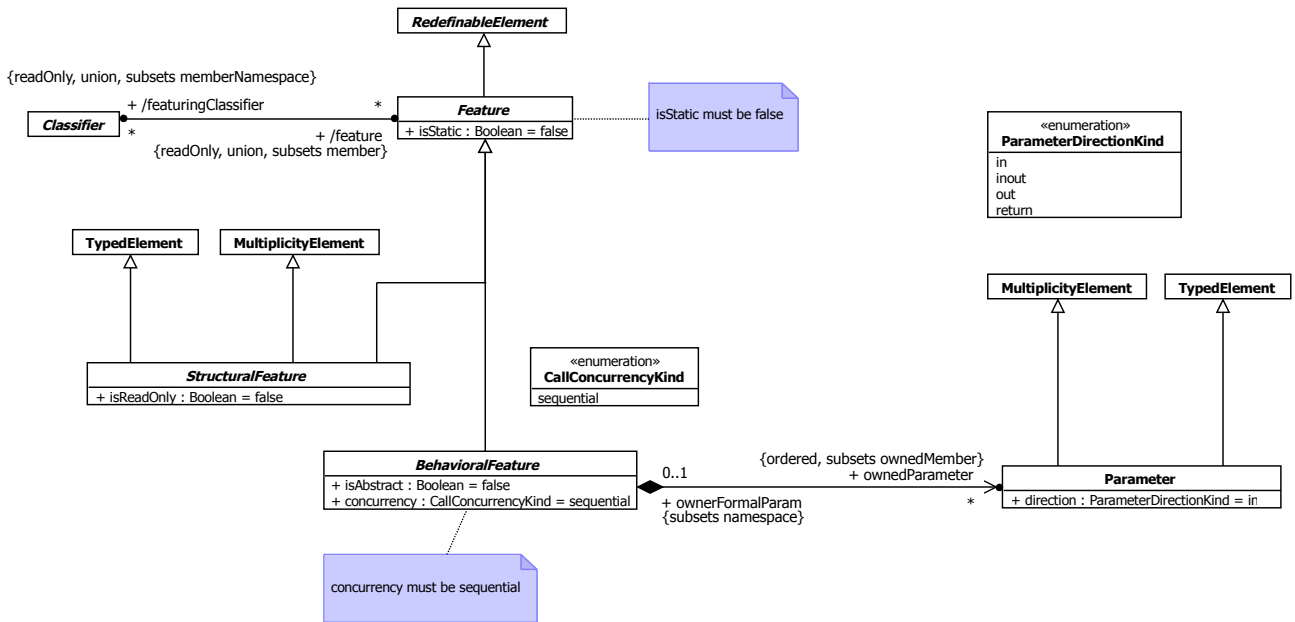 RedefinableElement
{readOnly, union, subsets memberNamespace}
+ /featuringClassifier
*
Classifier
*
+ /feature
{readOnly, union, subsets member}
Feature
+ isStatic : Boolean = false
isStatic must be false
«enumeration»
ParameterDirectionKind
in
inout
out
return
TypedElement
MultiplicityElement
MultiplicityElement
TypedElement
StructuralFeature
+ isReadOnly : Boolean = false
«enumeration»
CallConcurrencyKind
sequential
BehavioralFeature
+ isAbstract : Boolean = false
+ concurrency : CallConcurrencyKind = sequential
0..1
+ ownerFormalParam
{subsets namespace}
{ordered, subsets ownedMember}
+ ownedParameter
*
Parameter
+ direction : ParameterDirectionKind = in
concurrency must be sequential